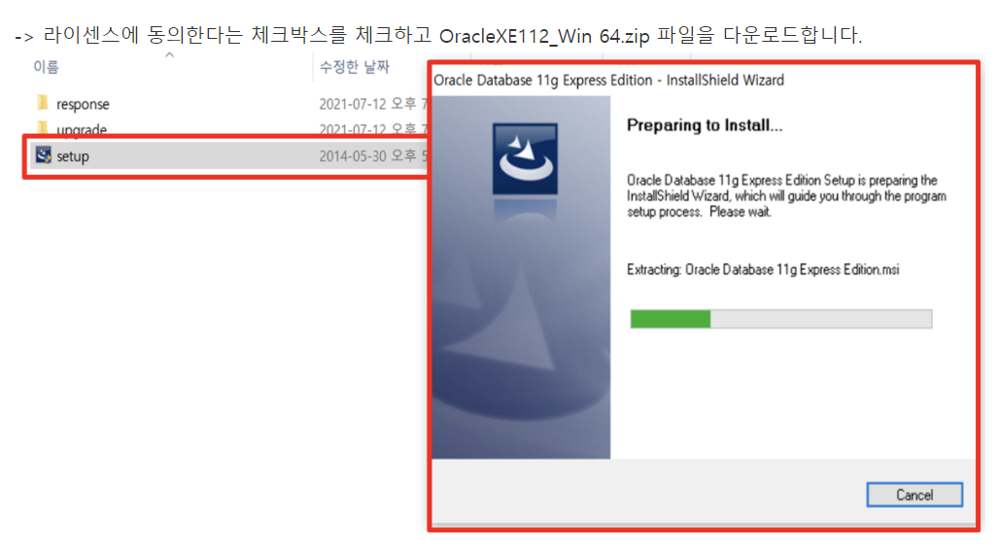 -> 라이센스에 동의한다는 체크박스를 체크하고 OracleXE112_Win 64.zip 파일을 다운로드합니다.
이름 수정한 날짜
response 2021-07-12 오후 7
upgrade 2021-07-12 오후 7
setup 2014-05-30 오후 5
Oracle Database 11g Express Edition - InstallShield Wizard
Preparing to Install...
Oracle Database 11g Express Edition Setup is preparing the
InstallShield Wizard, which will guide you through the program
setup process. Please wait.
Extracting: Oracle Database 11g Express Edition.msi
Cancel